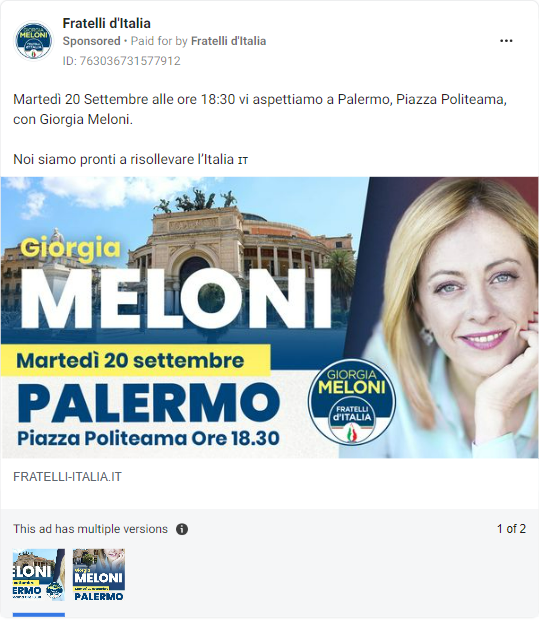 Fratelli d'Italia
Sponsored • Paid for by Fratelli d'Italia
ID: 763036731577912
Martedì 20 Settembre alle ore 18:30 vi aspettiamo a Palermo, Piazza Politeama,
con Giorgia Meloni.
Noi siamo pronti a risollevare l'Italia IT
Giorgia
MELONI
Martedì 20 settembre
PALERMO
Piazza Politeama Ore 18.30
GIORGIA
MELONI
FRATELLI
d'ITALIA
FRATELLI-ITALIA.IT
This ad has multiple versions
1 of 2
LONI
ERMO
Giorgia
MELONI
PALERMO